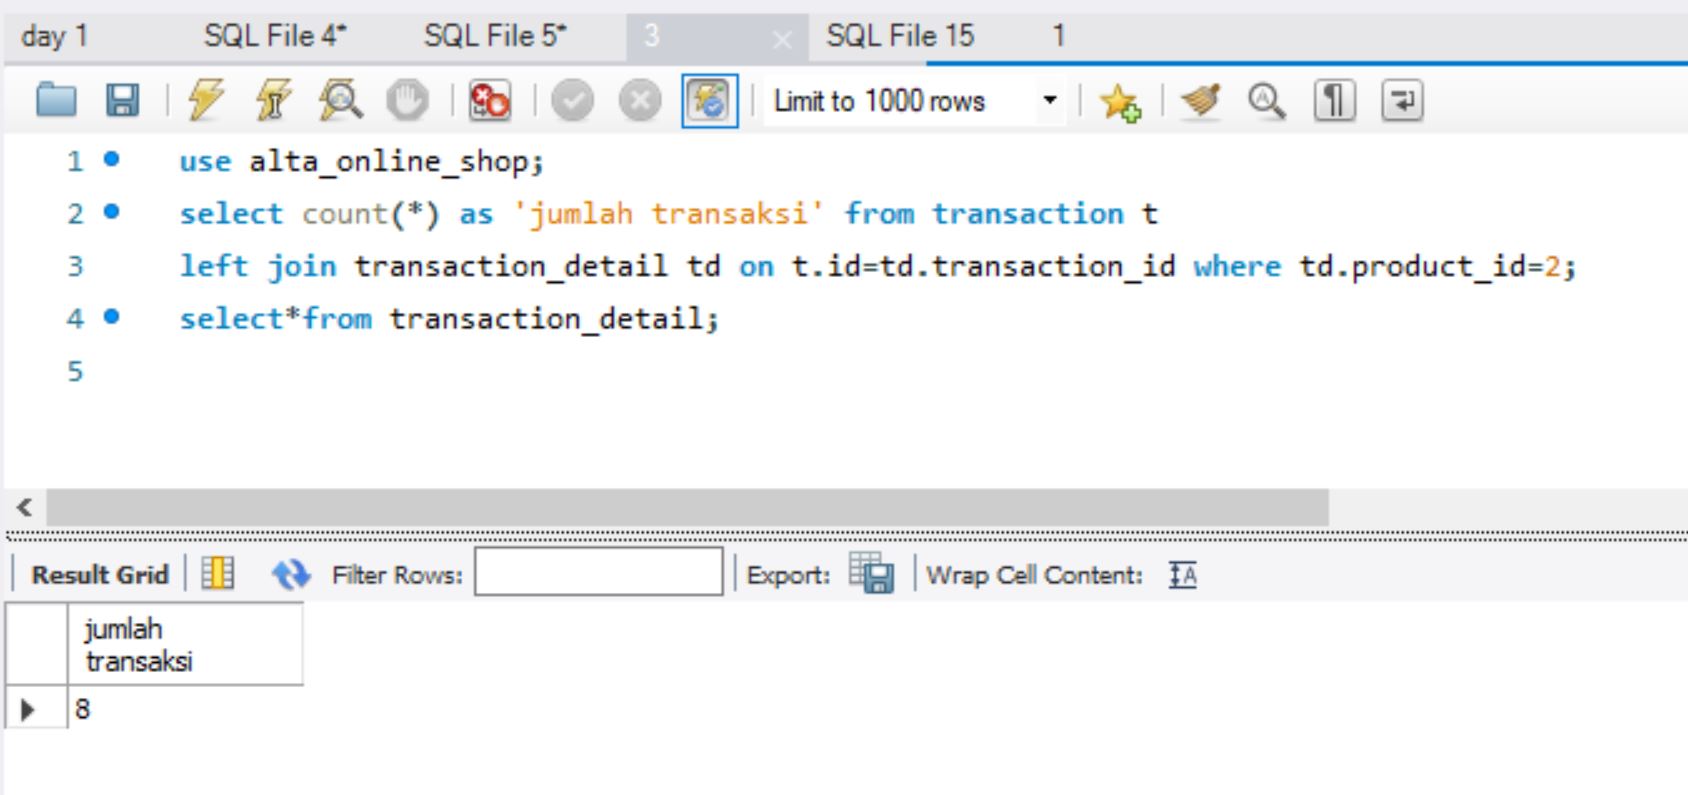 day 1 SQL File 4* SQL File 5* 3 SQL File 15 1
Limit to 1000 rows
1 use alta_online_shop;
2 select count(*) as 'jumlah transaksi' from transaction t
3 left join transaction_detail td on t.id=td.transaction_id where td.product_id=2;
4 select*from transaction_detail;
5
Result Grid Filter Rows: Export: Wrap Cell Content: IA
jumlah
transaksi
8